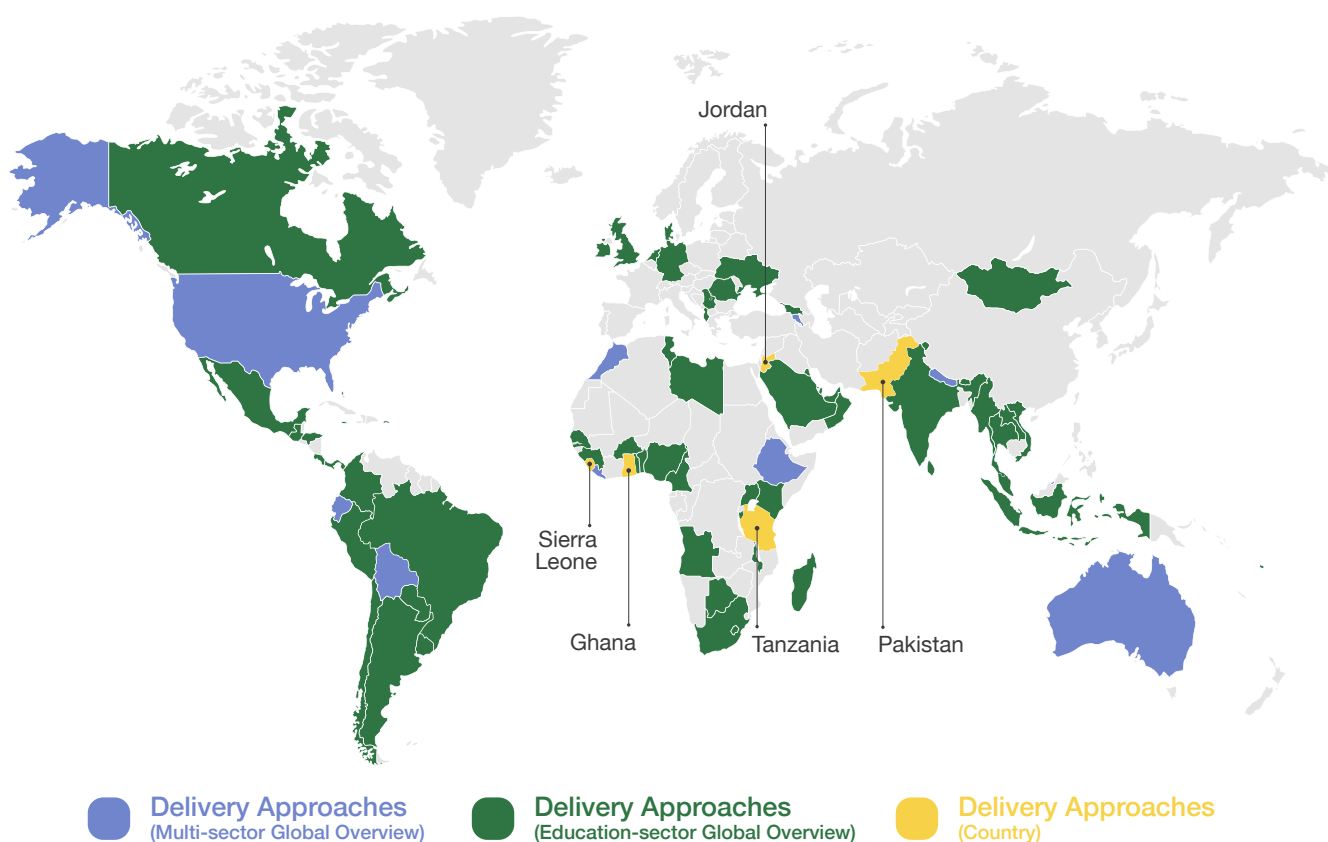 Jordan
Sierra
Leone
Ghana
Tanzania
Pakistan
Delivery Approaches
(Multi-sector Global Overview)
Delivery Approaches
(Education-sector Global Overview)
Delivery Approaches
(Country)